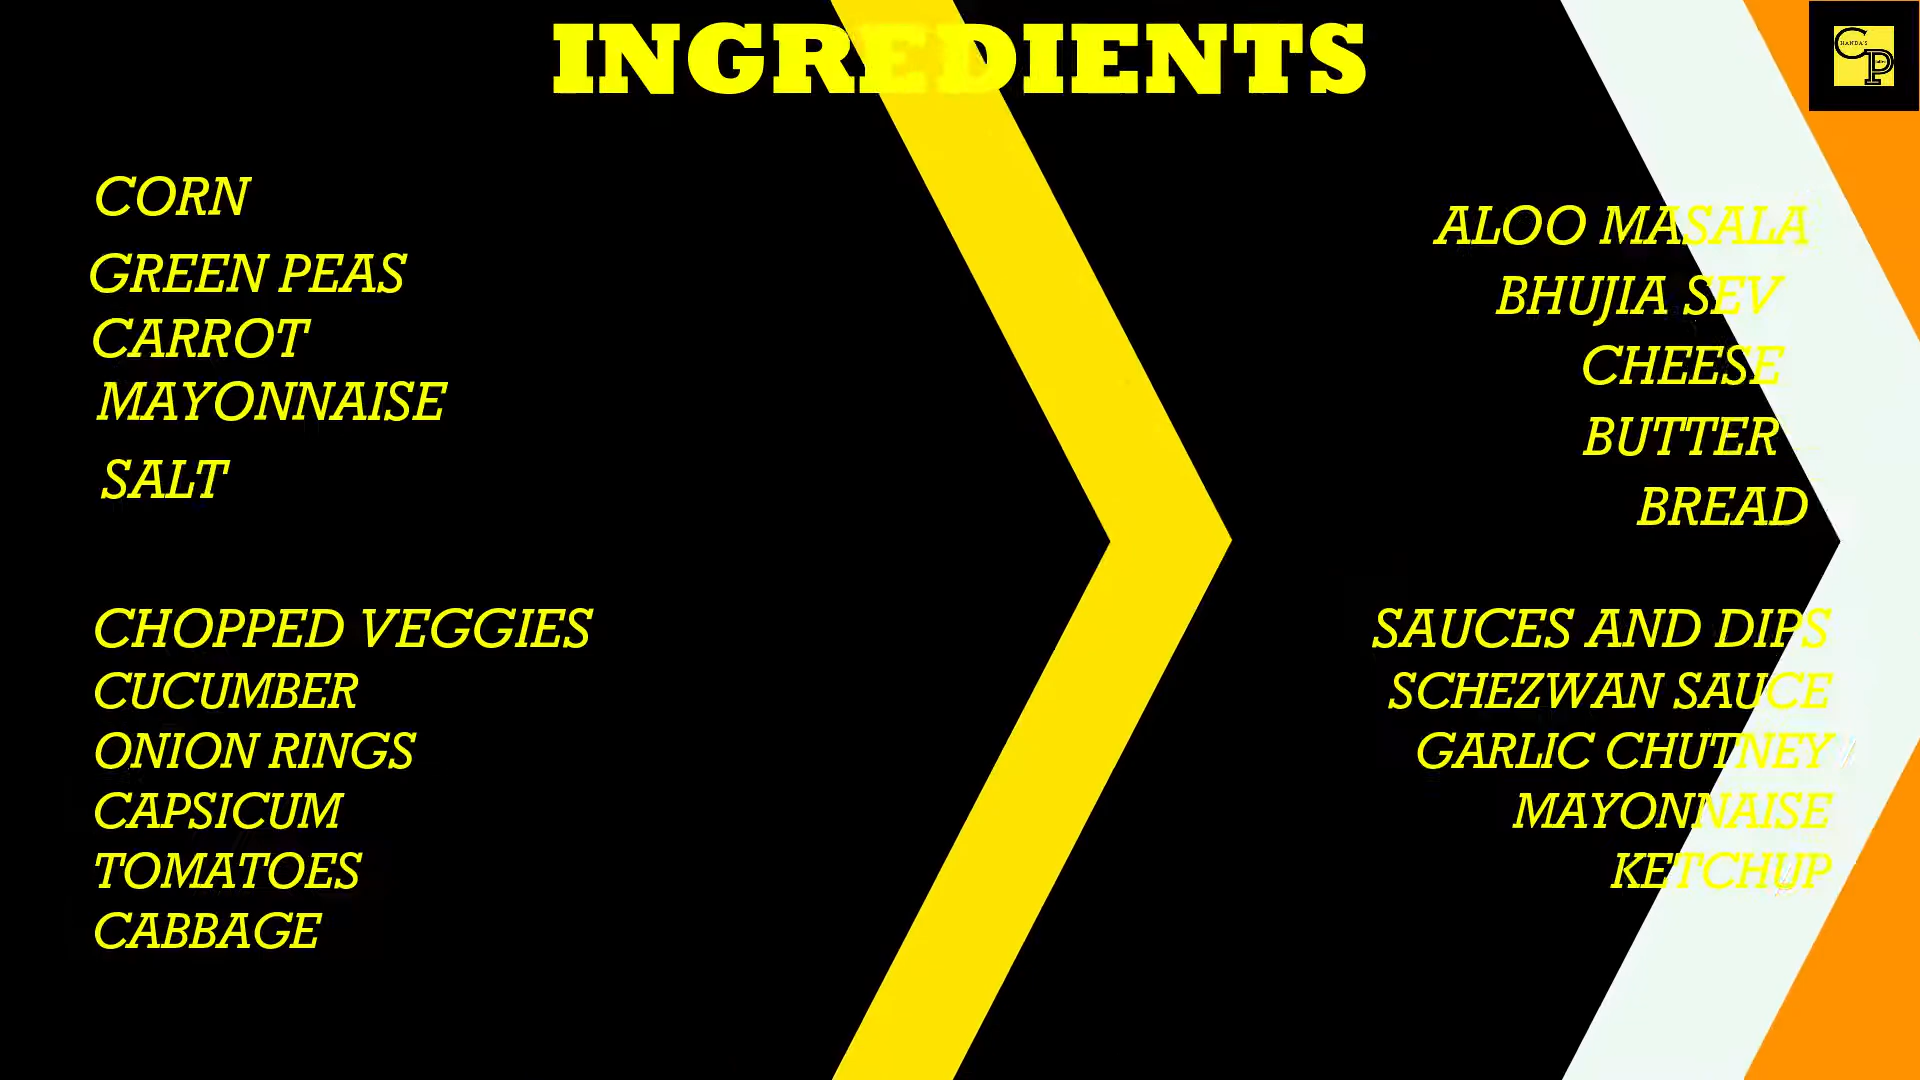 INGREDIENTS
CHANDA'S
CORN
GREEN PEAS
CARROT
MAYONNAISE
SALT
CHOPPED VEGGIES
CUCUMBER
ONION RINGS
CAPSICUM
TOMATOES
CABBAGE
ALOO MASALA
BHUJIA SEV
CHEESE
BUTTER
BREAD
SAUCES AND DIPS
SCHEZWAN SAUCE
GARLIC CHUTNEY
MAYONNAISE
KETCHUP